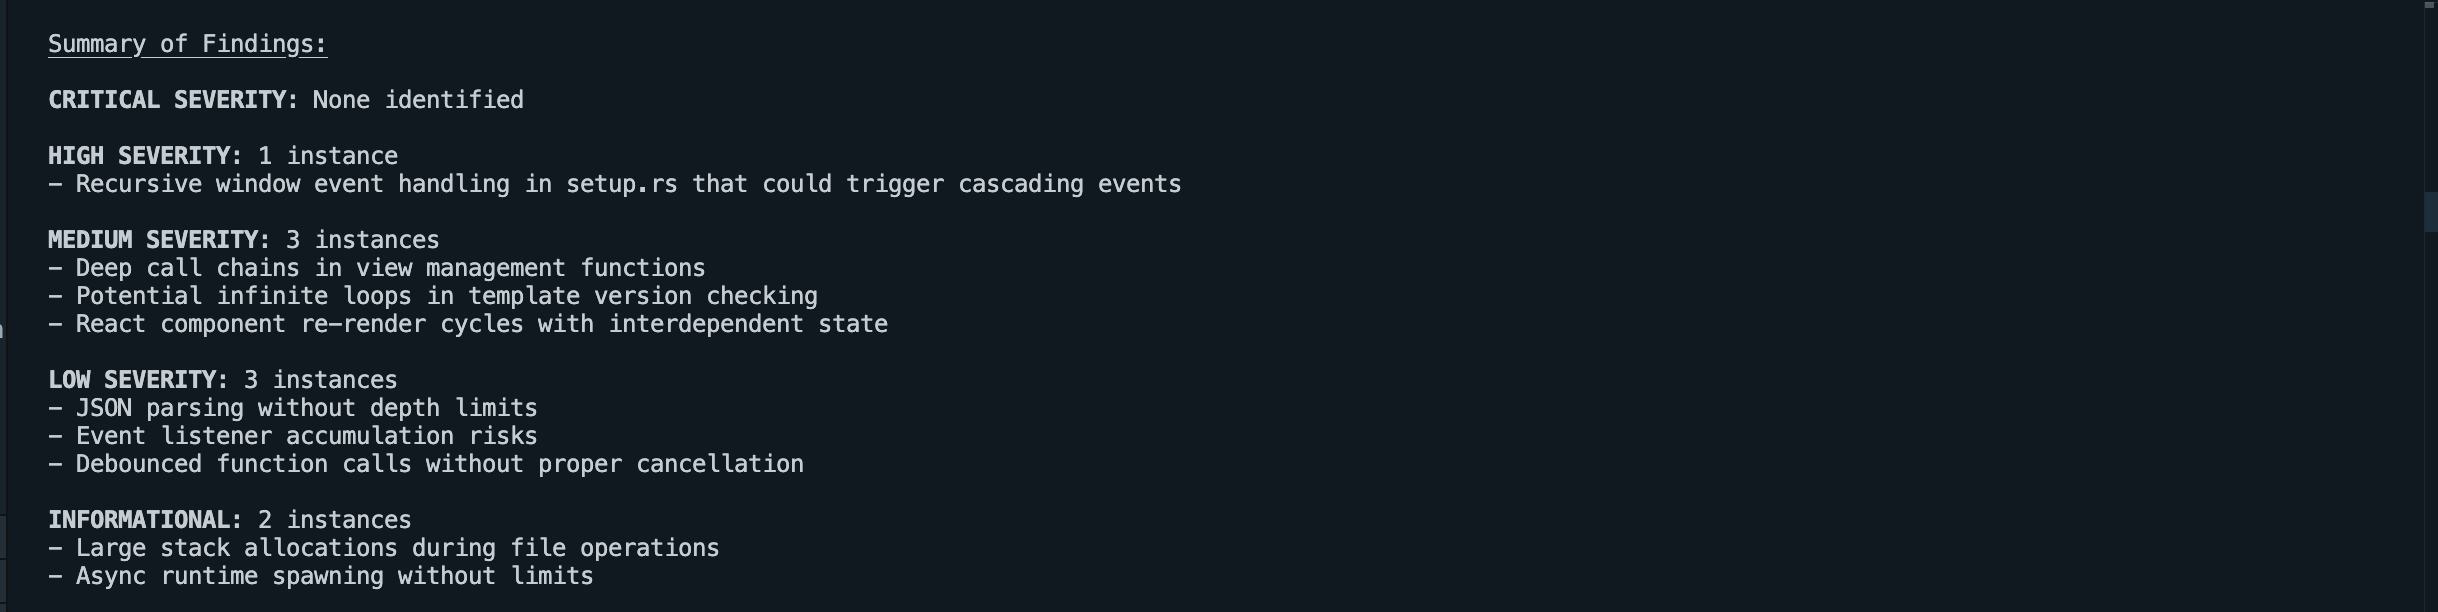 Summary of Findings:
CRITICAL SEVERITY: None identified
HIGH SEVERITY: 1 instance
– Recursive window event handling in setup.rs that could trigger cascading events
MEDIUM SEVERITY: 3 instances
– Deep call chains in view management functions
– Potential infinite loops in template version checking
– React component re-render cycles with interdependent state
LOW SEVERITY: 3 instances
– JSON parsing without depth limits
– Event listener accumulation risks
– Debounced function calls without proper cancellation
INFORMATIONAL: 2 instances
– Large stack allocations during file operations
– Async runtime spawning without limits